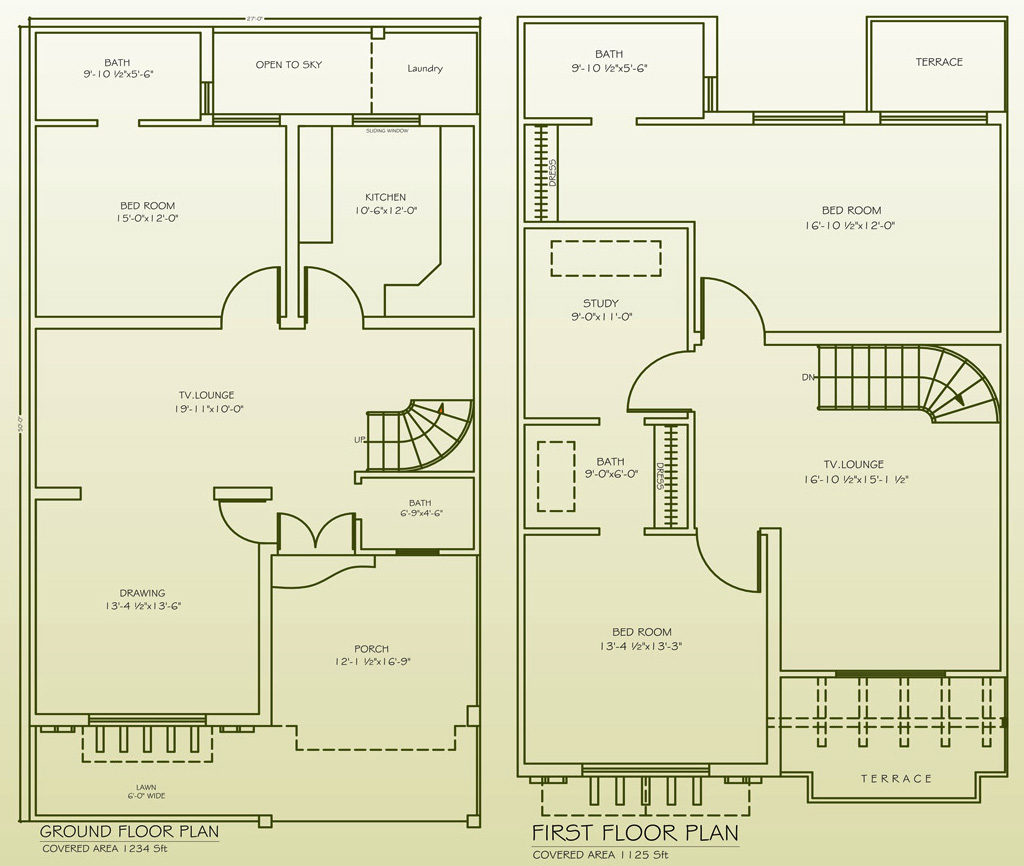 27'-0"
BATH
9'-10 ½"x5'-6"
OPEN TO SKY
Laundry
SLIDING WINDOW
BED ROOM
15'-0"x12'-0"
KITCHEN
10'-6"x12'-0"
TV.LOUNGE
19'-11"x10'-0"
UP
50'-0"
BATH
6'-9"x4'-6"
DRAWING
13'-4 ½"x13'-6"
PORCH
12'-1 ½"x16'-9"
LAWN
6'-0" WIDE
GROUND FLOOR PLAN
COVERED AREA 1234 Sft
BATH
9'-10 ½"x5'-6"
TERRACE
DRESS
BED ROOM
16'-10 ½"x12'-0"
STUDY
9'-0"x11'-0"
DN
BATH
9'-0"x6'-0"
DRESS
TV.LOUNGE
16'-10 ½"x15'-1 ½"
BED ROOM
13'-4 ½"x13'-3"
TERRACE
FIRST FLOOR PLAN
COVERED AREA 1125 Sft